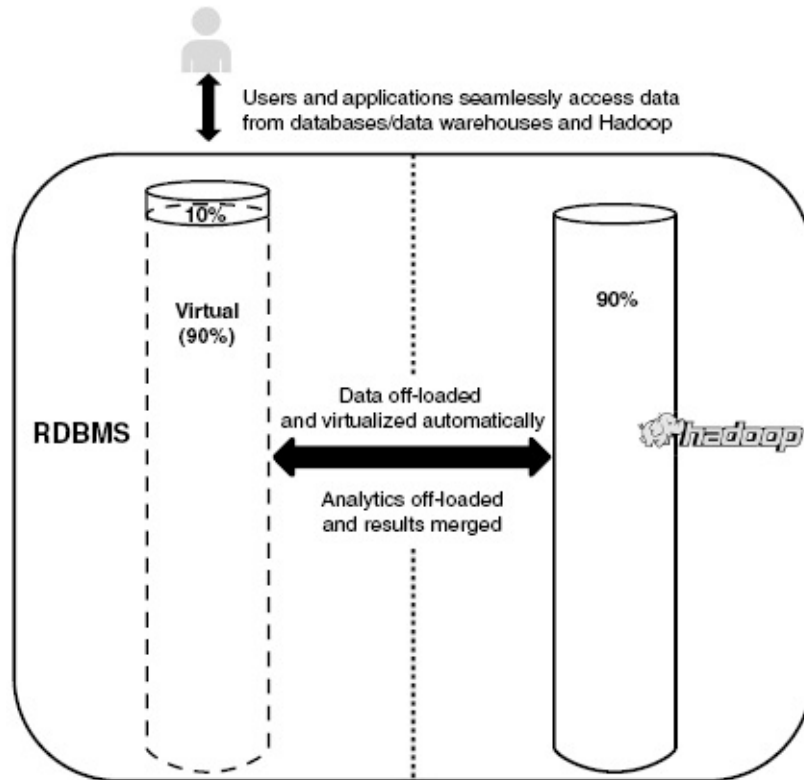 Users and applications seamlessly access data
from databases/data warehouses and Hadoop
10%
Virtual
(90%)
90%
RDBMS
Data off-loaded
and virtualized automatically
hadoop
Analytics off-loaded
and results merged